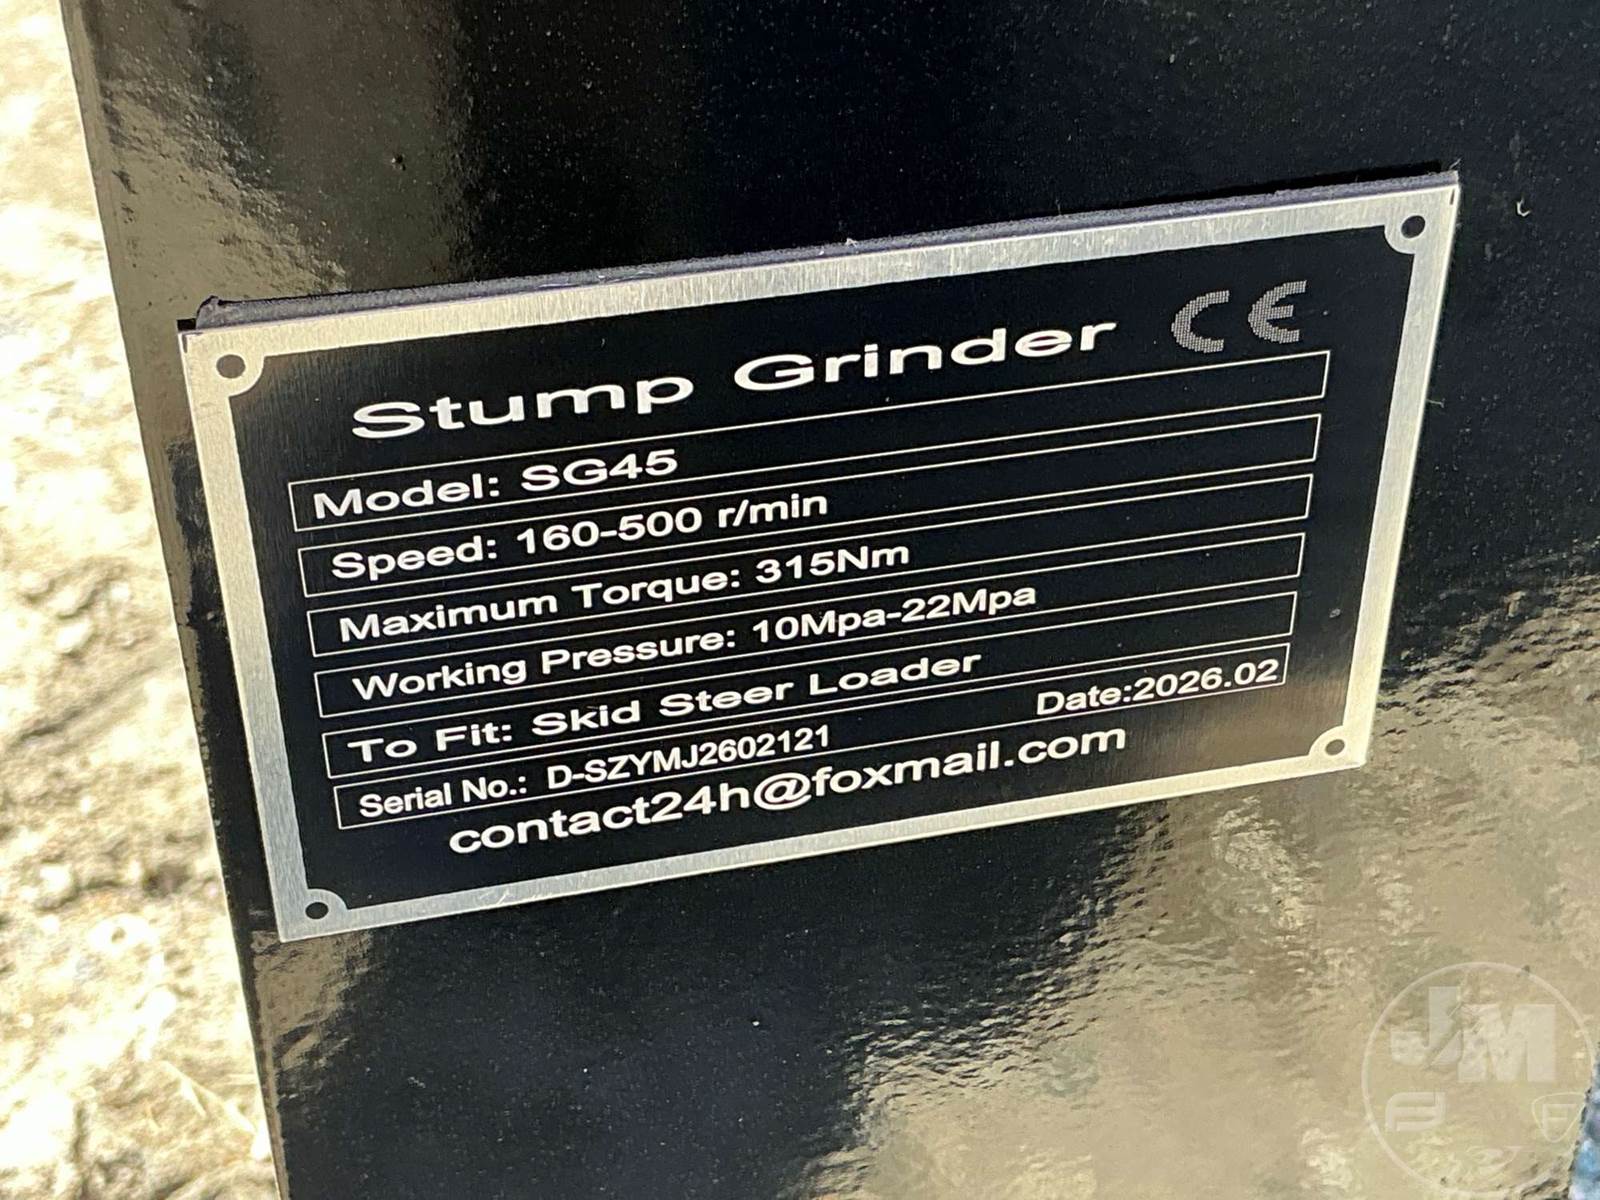 Stump Grinder CE
Model: SG45
Speed: 160-500 r/min
Maximum Torque: 315Nm
Working Pressure: 10Mpa-22Mpa
To Fit: Skid Steer Loader
Serial No.: D-SZYMJ2602121 Date:2026.02
contact24h@foxmail.com
JM